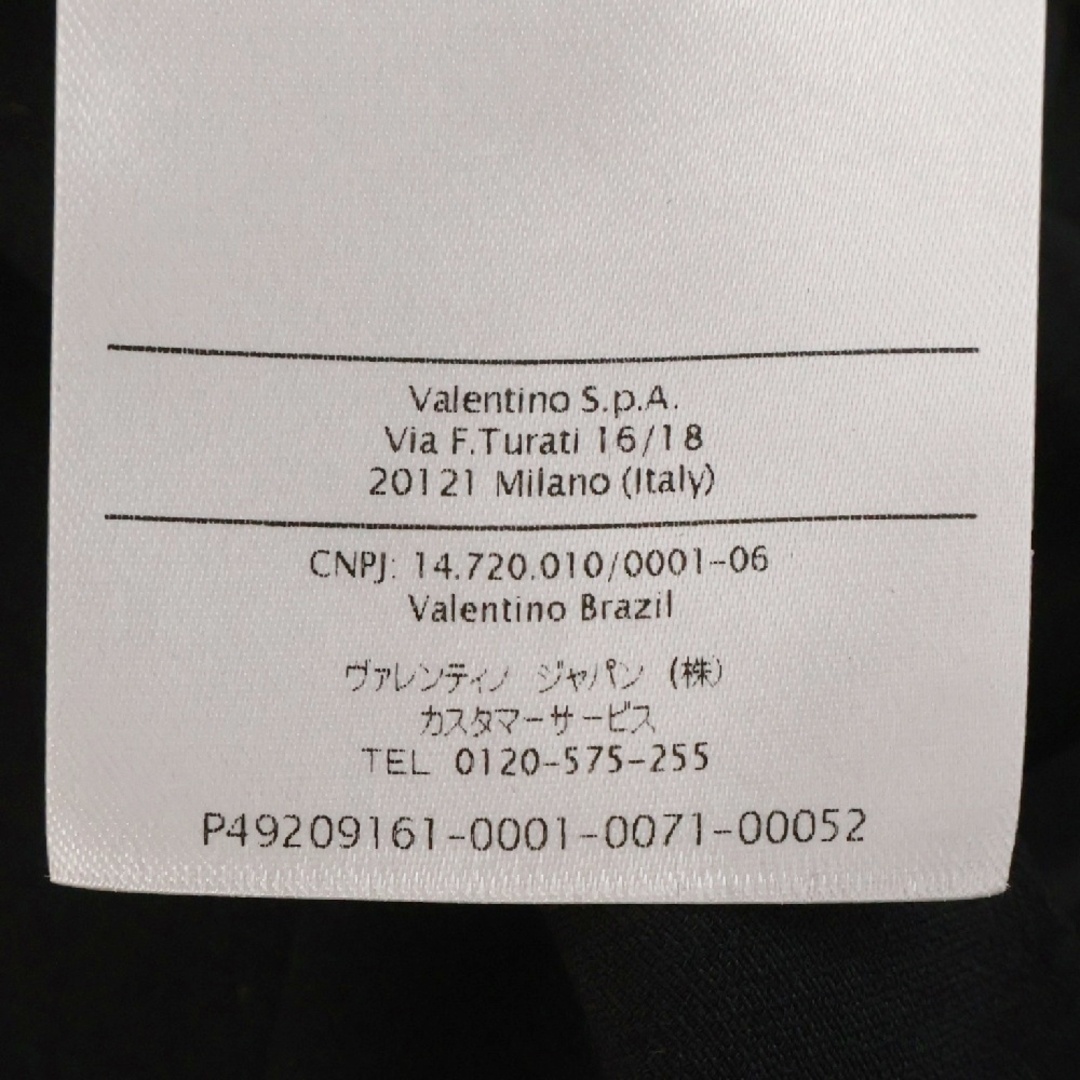 Valentino S.p.A.
Via F.Turati 16/18
20121 Milano (Italy)
CNPJ: 14.720.010/0001-06
Valentino Brazil
ヴァレンティノ ジャパン (株)
カスタマーサービス
TEL 0120-575-255
P49209161-0001-0071-00052